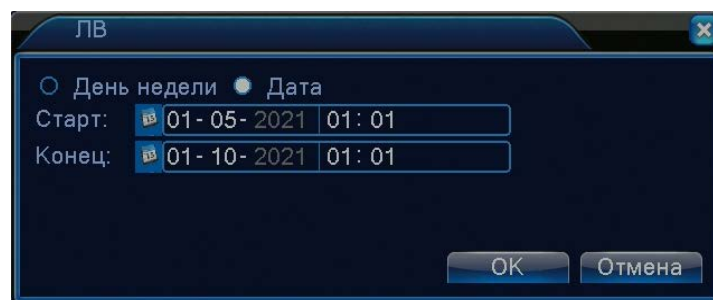 ЛВ
День недели Дата
Старт: 01- 05- 2021 01: 01
Конец: 01- 10- 2021 01: 01
OK Отмена